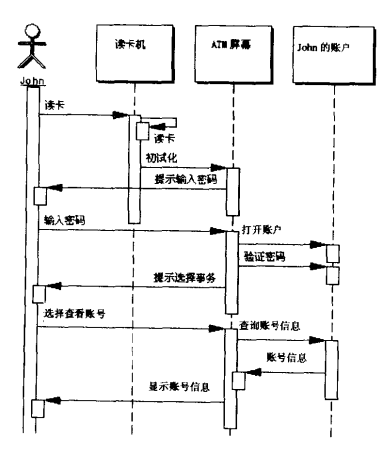 读卡机
ATM 屏幕
John 的账户
John
读卡
读卡
初试化
提示输入密码
输入密码
打开账户
验证密码
提示选择事务
选择查看账号
查询账号信息
账号信息
显示账号信息